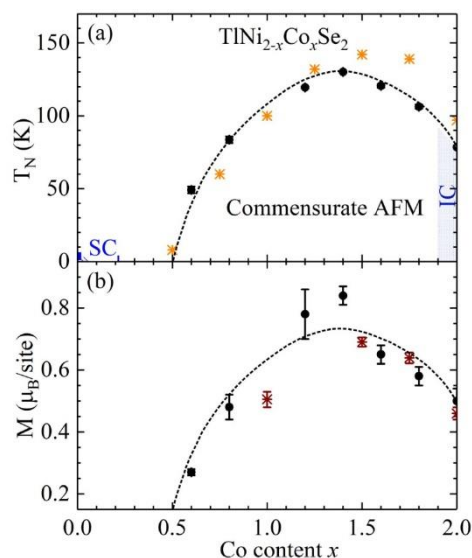 (a)
TlNi2-xCoxSe2
150
100
50
0
TN (K)
Commensurate AFM
IC
SC
(b)
0.8
0.6
0.4
0.2
M (μB/site)
0.0 0.5 1.0 1.5 2.0
Co content x